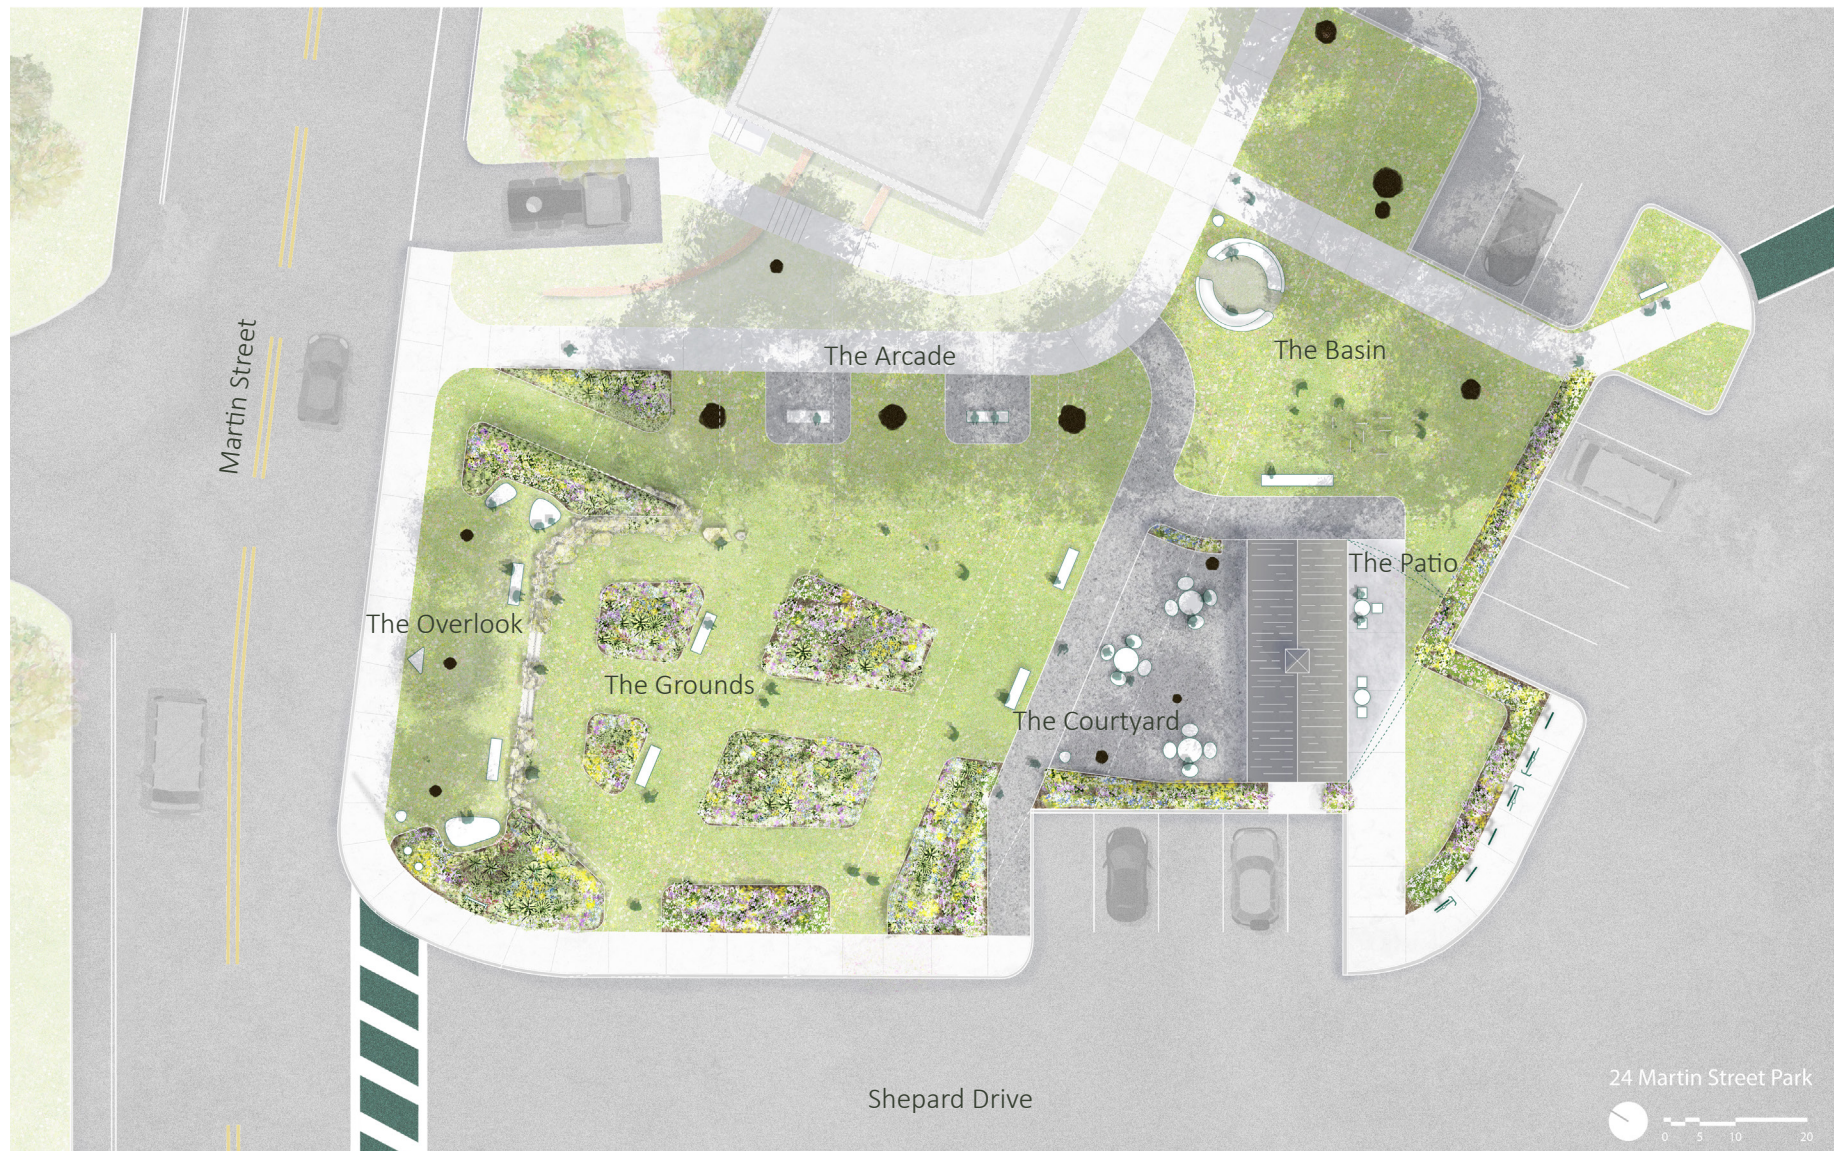 The Arcade
The Basin
Martin Street
The Patio
The Overlook
The Grounds
The Courtyard
Shepard Drive
24 Martin Street Park
0 5 10 20